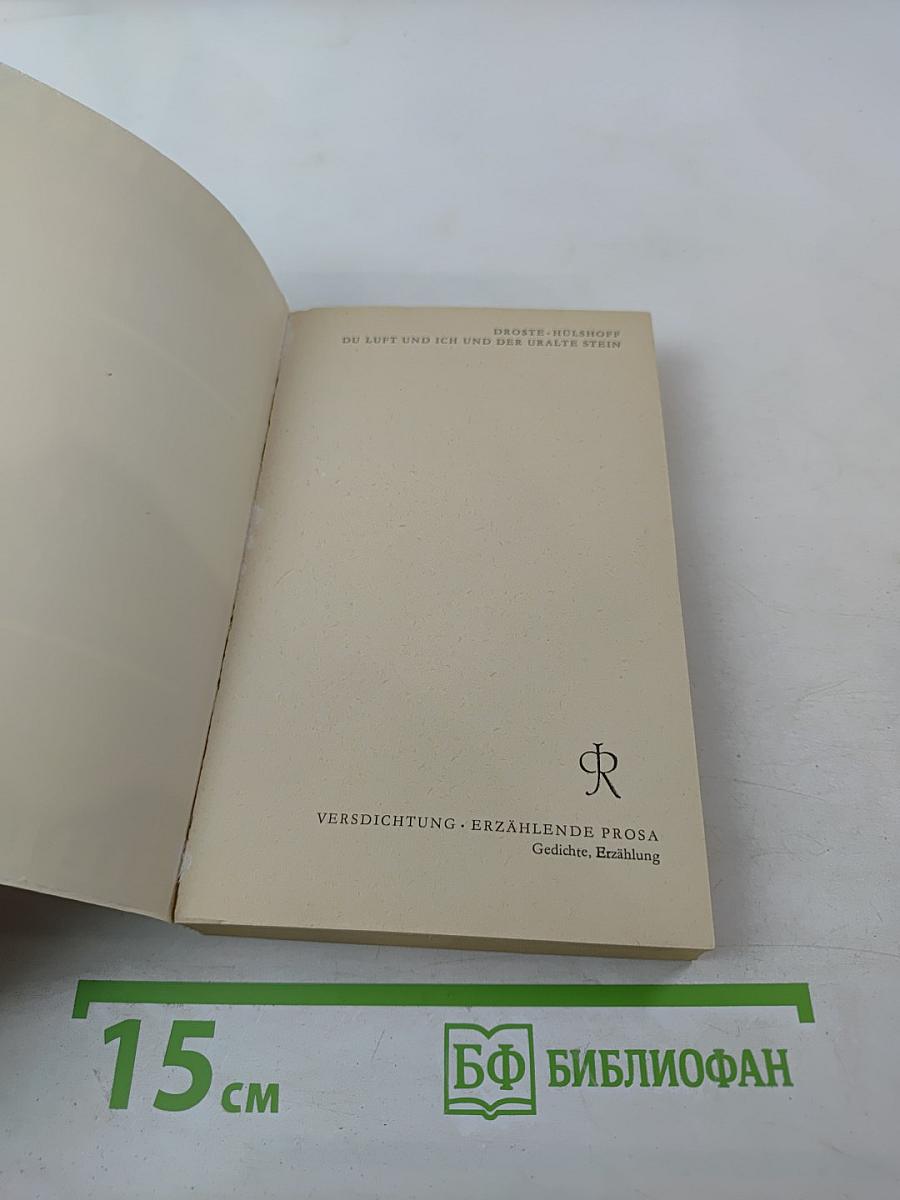 DROSTE-HÜLSHOFF
DU LUFT UND ICH UND DER URALTE STEIN
VERSDICHTUNG · ERZÄHLENDE PROSA
Gedichte, Erzählung
15 см
БФ БИБЛИОФАН